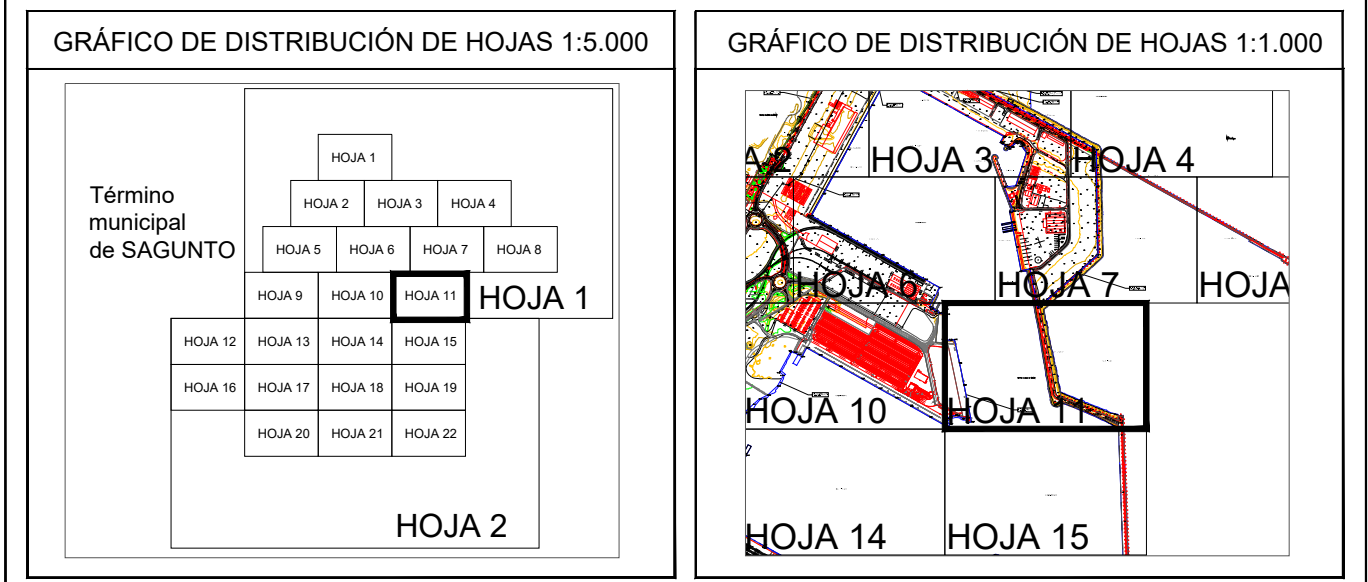 GRÁFICO DE DISTRIBUCIÓN DE HOJAS 1:5.000
Término
municipal
de SAGUNTO
HOJA 1
HOJA 2
HOJA 3
HOJA 4
HOJA 5
HOJA 6
HOJA 7
HOJA 8
HOJA 9
HOJA 10
HOJA 11
HOJA 1
HOJA 12
HOJA 13
HOJA 14
HOJA 15
HOJA 16
HOJA 17
HOJA 18
HOJA 19
HOJA 20
HOJA 21
HOJA 22
HOJA 2
GRÁFICO DE DISTRIBUCIÓN DE HOJAS 1:1.000
A 2
HOJA 3
HOJA 4
HOJA 6
HOJA 7
HOJA
HOJA 10
HOJA 11
HOJA 14
HOJA 15